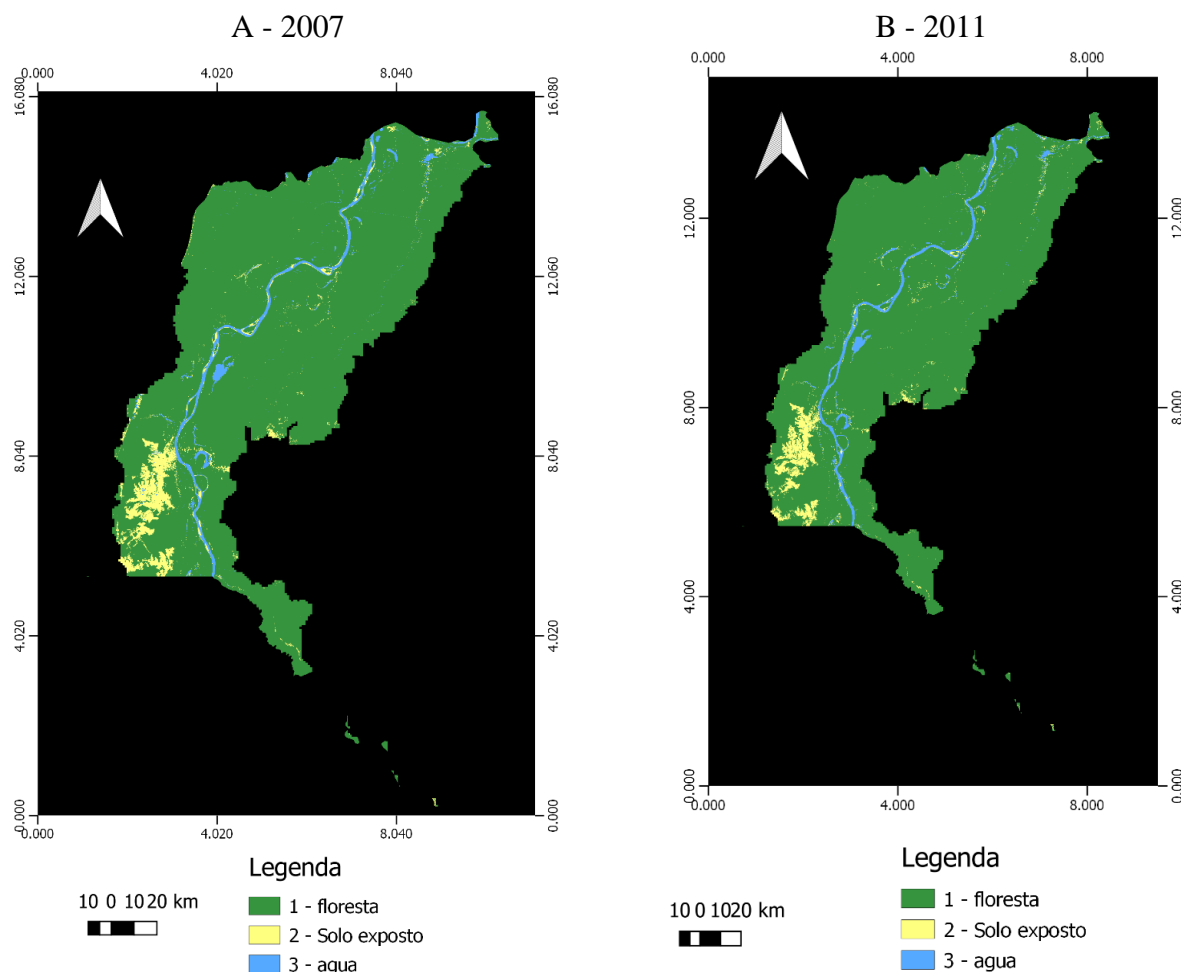 A - 2007
0.000 4.020 8.040
16.080 16.080
12.060 12.060
8.040 8.040
4.020 4.020
0.000 0.000
0.000 4.020 8.040
Legenda
10 0 10 20 km
1 - floresta
2 - Solo exposto
3 - agua
B - 2011
0.000 4.000 8.000
12.000 12.000
8.000 8.000
4.000 4.000
0.000 0.000
0.000 4.000 8.000
Legenda
10 0 10 20 km
1 - floresta
2 - Solo exposto
3 - agua